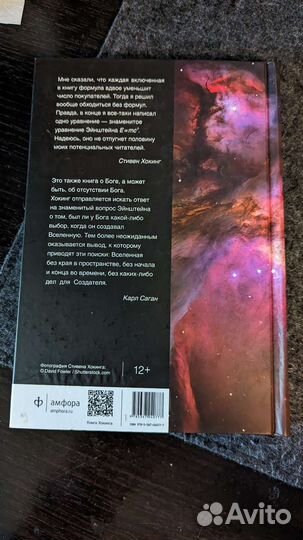 Мне сказали, что каждая включенная
в книгу формула вдвое уменьшит
число покупателей. Тогда я решил
вообще обходиться без формул.
Правда, в конце я все-таки написал
одно уравнение — знаменитое
уравнение Эйнштейна E=mc².
Надеюсь, оно не отпугнет половину
моих потенциальных читателей.
Стивен Хокинг
Это также книга о Боге, а может
быть, об отсутствии Бога.
Хокинг отправляется искать ответ
на знаменитый вопрос Эйнштейна
о том, был ли у Бога какой-либо
выбор, когда он создавал
Вселенную. Тем более неожиданным
оказывается вывод, к которому
приводят эти поиски: Вселенная
без края в пространстве, без начала
и конца во времени, без каких-либо
дел для Создателя.
Карл Саган
Фотография Стивена Хокинга:
© David Fowler / Shutterstock.com
12+
амфора
amphora.ru
Книги Хокинга
Avito